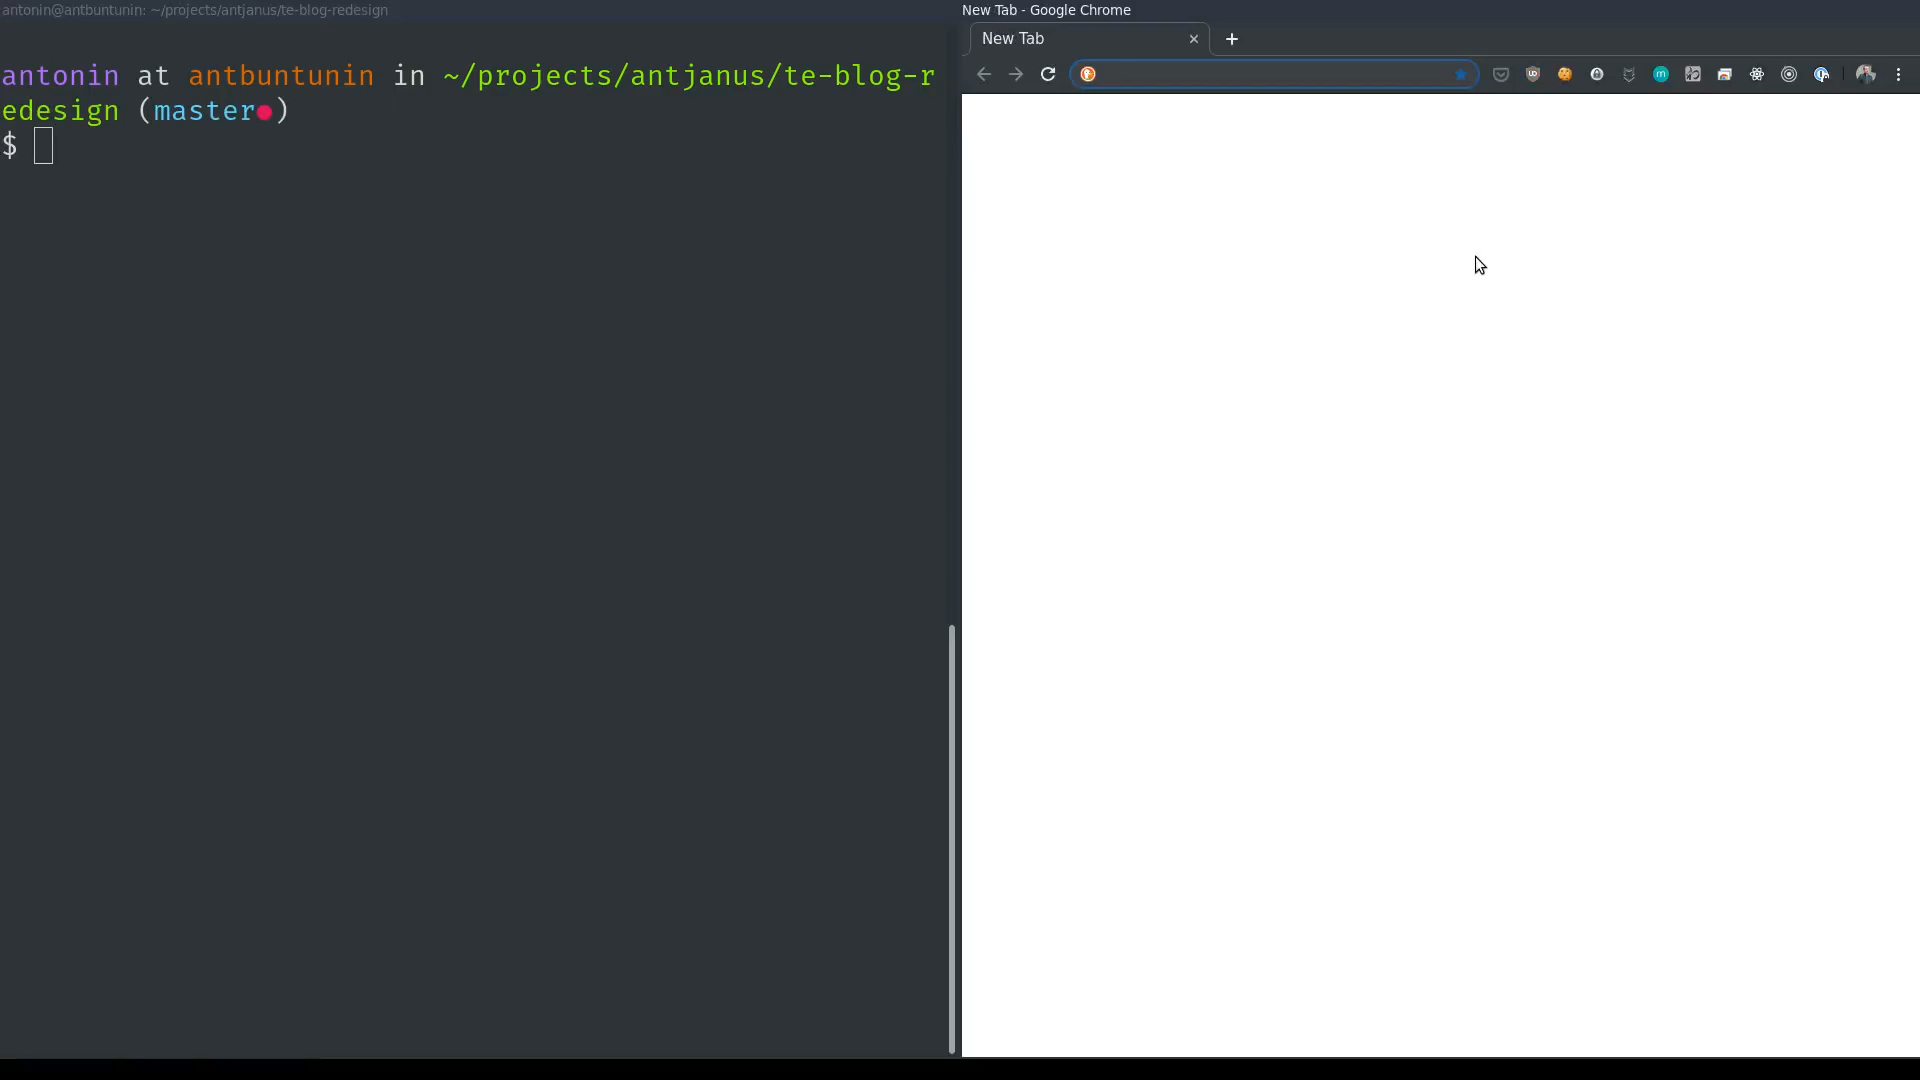 antonin@antbuntunin: ~/projects/antjanus/te-blog-redesign
antonin at antbuntunin in ~/projects/antjanus/te-blog-r
edesign (master●)
$
New Tab - Google Chrome
New Tab